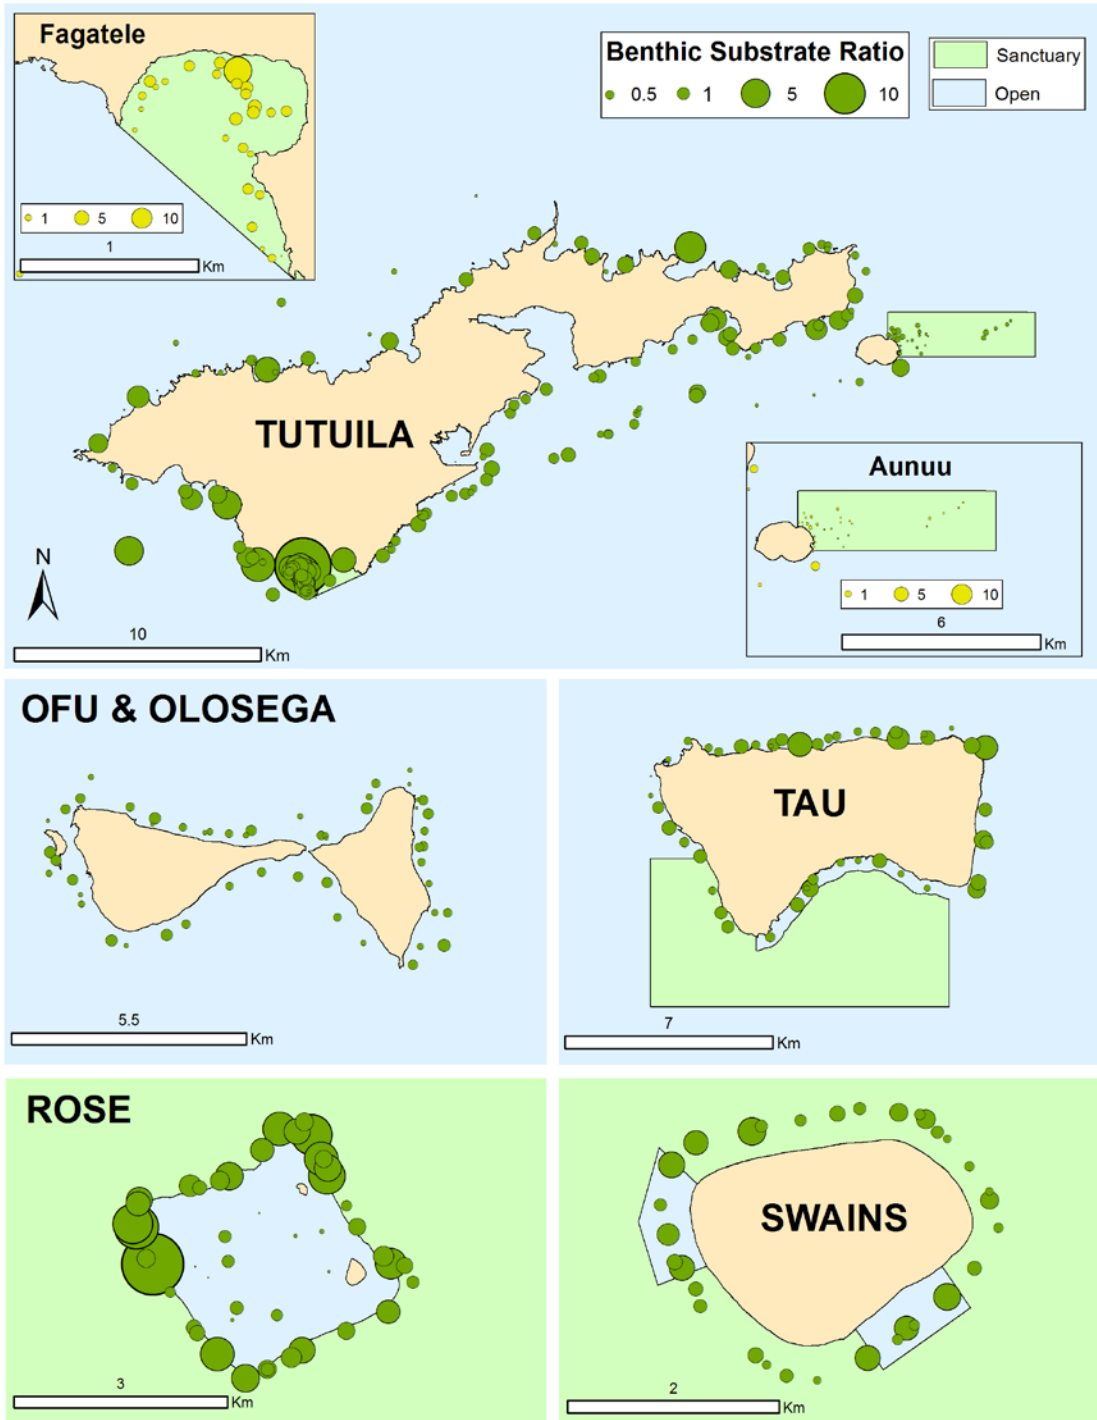 Fagatele
1 5 10
1
Km
Benthic Substrate Ratio
0.5 1 5 10
Sanctuary
Open
TUTUILA
N
10
Km
Aunuu
1 5 10
6
Km
OFU & OLOSEGA
5.5
Km
TAU
7
Km
ROSE
3
Km
SWAINS
2
Km